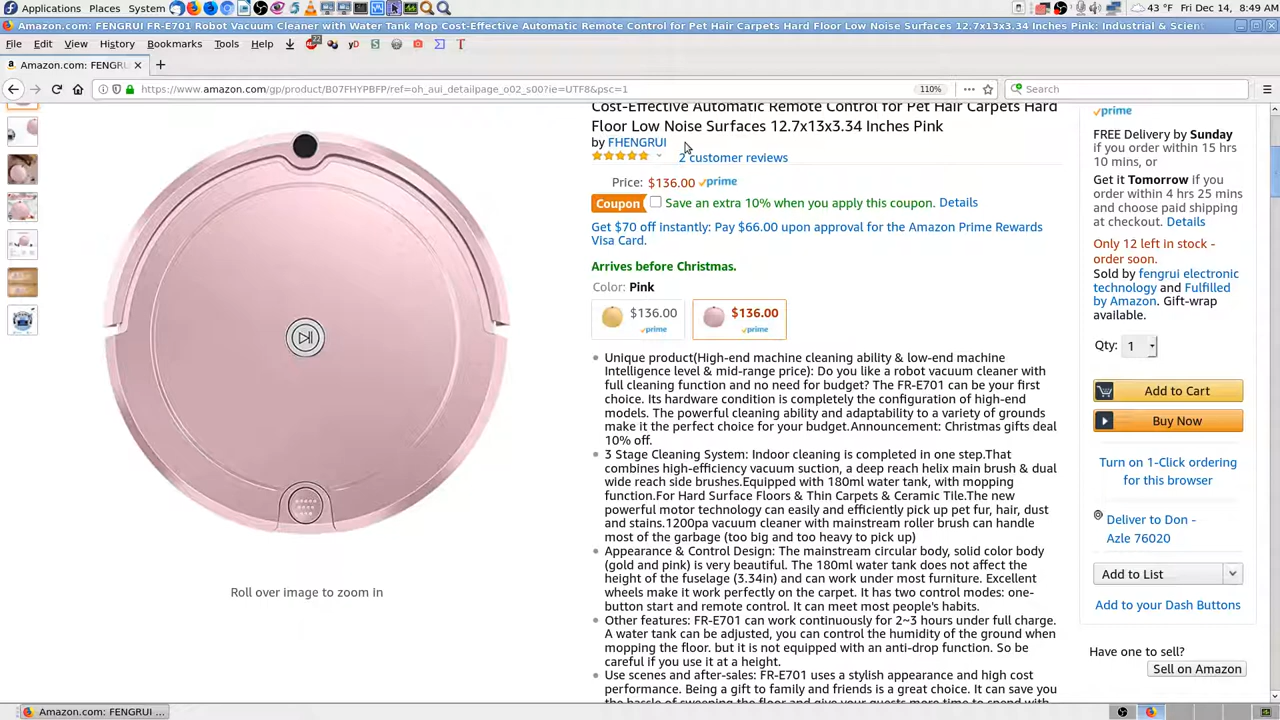 Applications Places System 43 °F Fri Dec 14, 8:49 AM
Amazon.com: FENGRUI FR-E701 Robot Vacuum Cleaner with Water Tank Mop Cost-Effective Automatic Remote Control for Pet Hair Carpets Hard Floor Low Noise Surfaces 12.7x13x3.34 Inches Pink: Industrial & Scien
File Edit View History Bookmarks Tools Help
Amazon.com: FENGRUI
https://www.amazon.com/gp/product/B07FHYPBFP/ref=oh_aui_detailpage_o02_s00?ie=UTF8&psc=1 110% Search
Cost-Effective Automatic Remote Control for Pet Hair Carpets Hard
Floor Low Noise Surfaces 12.7x13x3.34 Inches Pink
by FHENGRUI
2 customer reviews
Price: $136.00 prime
Coupon Save an extra 10% when you apply this coupon. Details
Get $70 off instantly: Pay $66.00 upon approval for the Amazon Prime Rewards
Visa Card.
Arrives before Christmas.
Color: Pink
$136.00 $136.00
prime prime
Unique product(High-end machine cleaning ability & low-end machine
Intelligence level & mid-range price): Do you like a robot vacuum cleaner with
full cleaning function and no need for budget? The FR-E701 can be your first
choice. Its hardware condition is completely the configuration of high-end
models. The powerful cleaning ability and adaptability to a variety of grounds
make it the perfect choice for your budget.Announcement: Christmas gifts deal
10% off.
3 Stage Cleaning System: Indoor cleaning is completed in one step.That
combines high-efficiency vacuum suction, a deep reach helix main brush & dual
wide reach side brushes.Equipped with 180ml water tank, with mopping
function.For Hard Surface Floors & Thin Carpets & Ceramic Tile.The new
powerful motor technology can easily and efficiently pick up pet fur, hair, dust
and stains.1200pa vacuum cleaner with mainstream roller brush can handle
most of the garbage (too big and too heavy to pick up)
Appearance & Control Design: The mainstream circular body, solid color body
(gold and pink) is very beautiful. The 180ml water tank does not affect the
height of the fuselage (3.34in) and can work under most furniture. Excellent
wheels make it work perfectly on the carpet. It has two control modes: one-
button start and remote control. It can meet most people's habits.
Other features: FR-E701 can work continuously for 2~3 hours under full charge.
A water tank can be adjusted, you can control the humidity of the ground when
mopping the floor. but it is not equipped with an anti-drop function. So be
careful if you use it at a height.
Use scenes and after-sales: FR-E701 uses a stylish appearance and high cost
performance. Being a gift to family and friends is a great choice. It can save you
the hassle of sweeping the floor and give your guests more time to spend with
Roll over image to zoom in
prime
FREE Delivery by Sunday
if you order within 15 hrs
10 mins, or
Get it Tomorrow if you
order within 4 hrs 25 mins
and choose paid shipping
at checkout. Details
Only 12 left in stock -
order soon.
Sold by fengrui electronic
technology and Fulfilled
by Amazon. Gift-wrap
available.
Qty: 1
Add to Cart
Buy Now
Turn on 1-Click ordering
for this browser
Deliver to Don -
Azle 76020
Add to List
Add to your Dash Buttons
Have one to sell?
Sell on Amazon
Amazon.com: FENGRUI ...